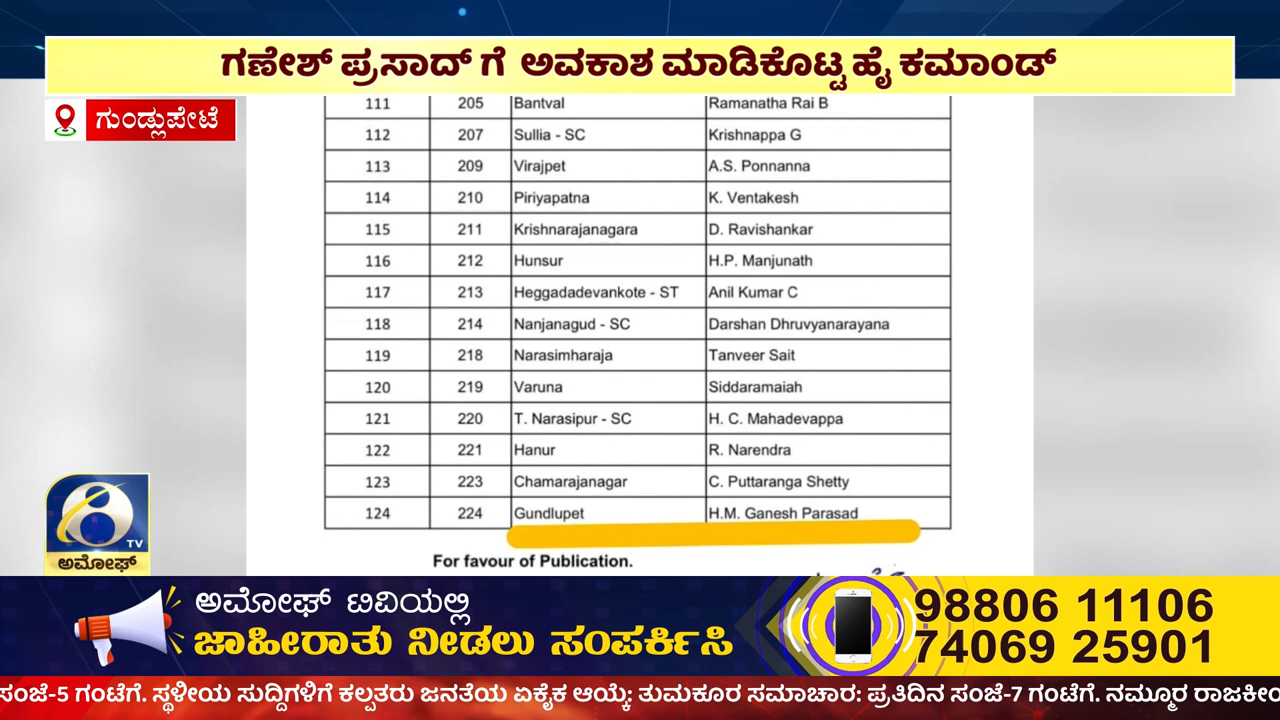 ಗಣೇಶ್ ಪ್ರಸಾದ್ ಗೆ ಅವಕಾಶ ಮಾಡಿಕೊಟ್ಟ ಹೈ ಕಮಾಂಡ್
ಗುಂಡ್ಲುಪೇಟೆ
111 205 Bantval Ramanatha Rai B
112 207 Sullia - SC Krishnappa G
113 209 Virajpet A.S. Ponnanna
114 210 Piriyapatna K. Ventakesh
115 211 Krishnarajanagara D. Ravishankar
116 212 Hunsur H.P. Manjunath
117 213 Heggadadevankote - ST Anil Kumar C
118 214 Nanjanagud - SC Darshan Dhruvyanarayana
119 218 Narasimharaja Tanveer Sait
120 219 Varuna Siddaramaiah
121 220 T. Narasipur - SC H. C. Mahadevappa
122 221 Hanur R. Narendra
123 223 Chamarajanagar C. Puttaranga Shetty
124 224 Gundlupet H.M. Ganesh Parasad
For favour of Publication.
TV
ಅಮೋಘ್
ಅಮೋಘ್ ಟಿವಿಯಲ್ಲಿ
ಜಾಹೀರಾತು ನೀಡಲು ಸಂಪರ್ಕಿಸಿ
98806 11106
74069 25901
ಸಂಜೆ-5 ಗಂಟೆಗೆ. ಸ್ಥಳೀಯ ಸುದ್ದಿಗಳಿಗೆ ಕಲ್ಪತರು ಜನತೆಯ ಏಕೈಕ ಆಯ್ಕೆ; ತುಮಕೂರ ಸಮಾಚಾರ: ಪ್ರತಿದಿನ ಸಂಜೆ-7 ಗಂಟೆಗೆ. ನಮ್ಮೂರ ರಾಜಕೀಯ